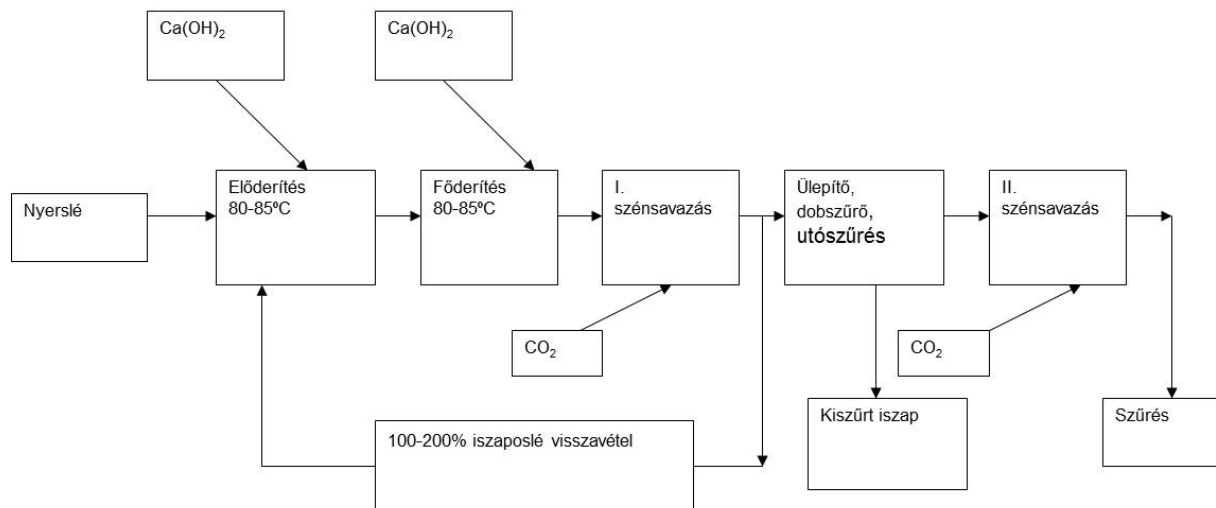 Ca(OH)₂
Ca(OH)₂
Nyerslé
Előderítés
80-85ºC
Főderítés
80-85ºC
I.
szénsavazás
Ülepítő,
dobszűrő,
utószűrés
II.
szénsavazás
CO₂
CO₂
100-200% iszaposlé visszavétel
Kiszűrt iszap
Szűrés